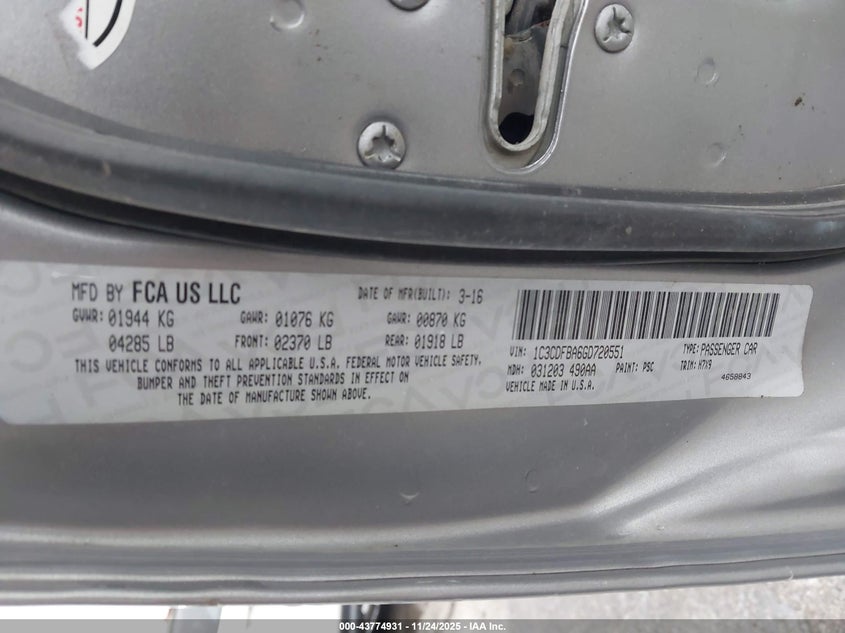 MFD BY FCA US LLC DATE OF MFR(BUILT): 3-16
GVWR: 01944 KG GAWR: 01076 KG GAWR: 00870 KG
04285 LB FRONT: 02370 LB REAR: 01918 LB
THIS VEHICLE CONFORMS TO ALL APPLICABLE U.S.A. FEDERAL MOTOR VEHICLE SAFETY,
BUMPER AND THEFT PREVENTION STANDARDS IN EFFECT ON
THE DATE OF MANUFACTURE SHOWN ABOVE.
VIN: 1C3CDFBA6GD720551 TYPE: PASSENGER CAR
MDH: 031203 490AA PAINT: PSC TRIM: H7X9
VEHICLE MADE IN U.S.A. 4658843
000-43774931 - 11/24/2025 - IAA Inc.